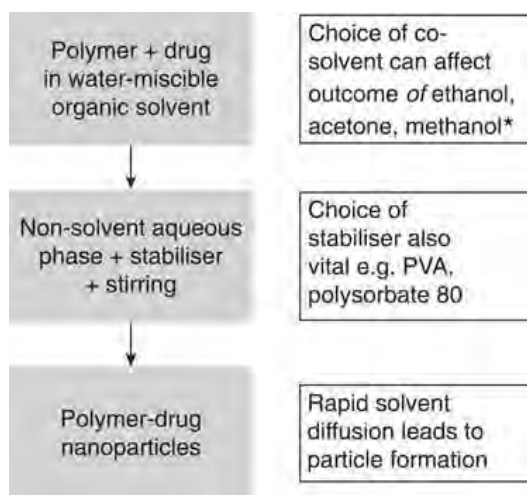 Polymer + drug
in water-miscible
organic solvent
Choice of co-
solvent can affect
outcome of ethanol,
acetone, methanol*
Non-solvent aqueous
phase + stabiliser
+ stirring
Choice of
stabiliser also
vital e.g. PVA,
polysorbate 80
Polymer-drug
nanoparticles
Rapid solvent
diffusion leads to
particle formation